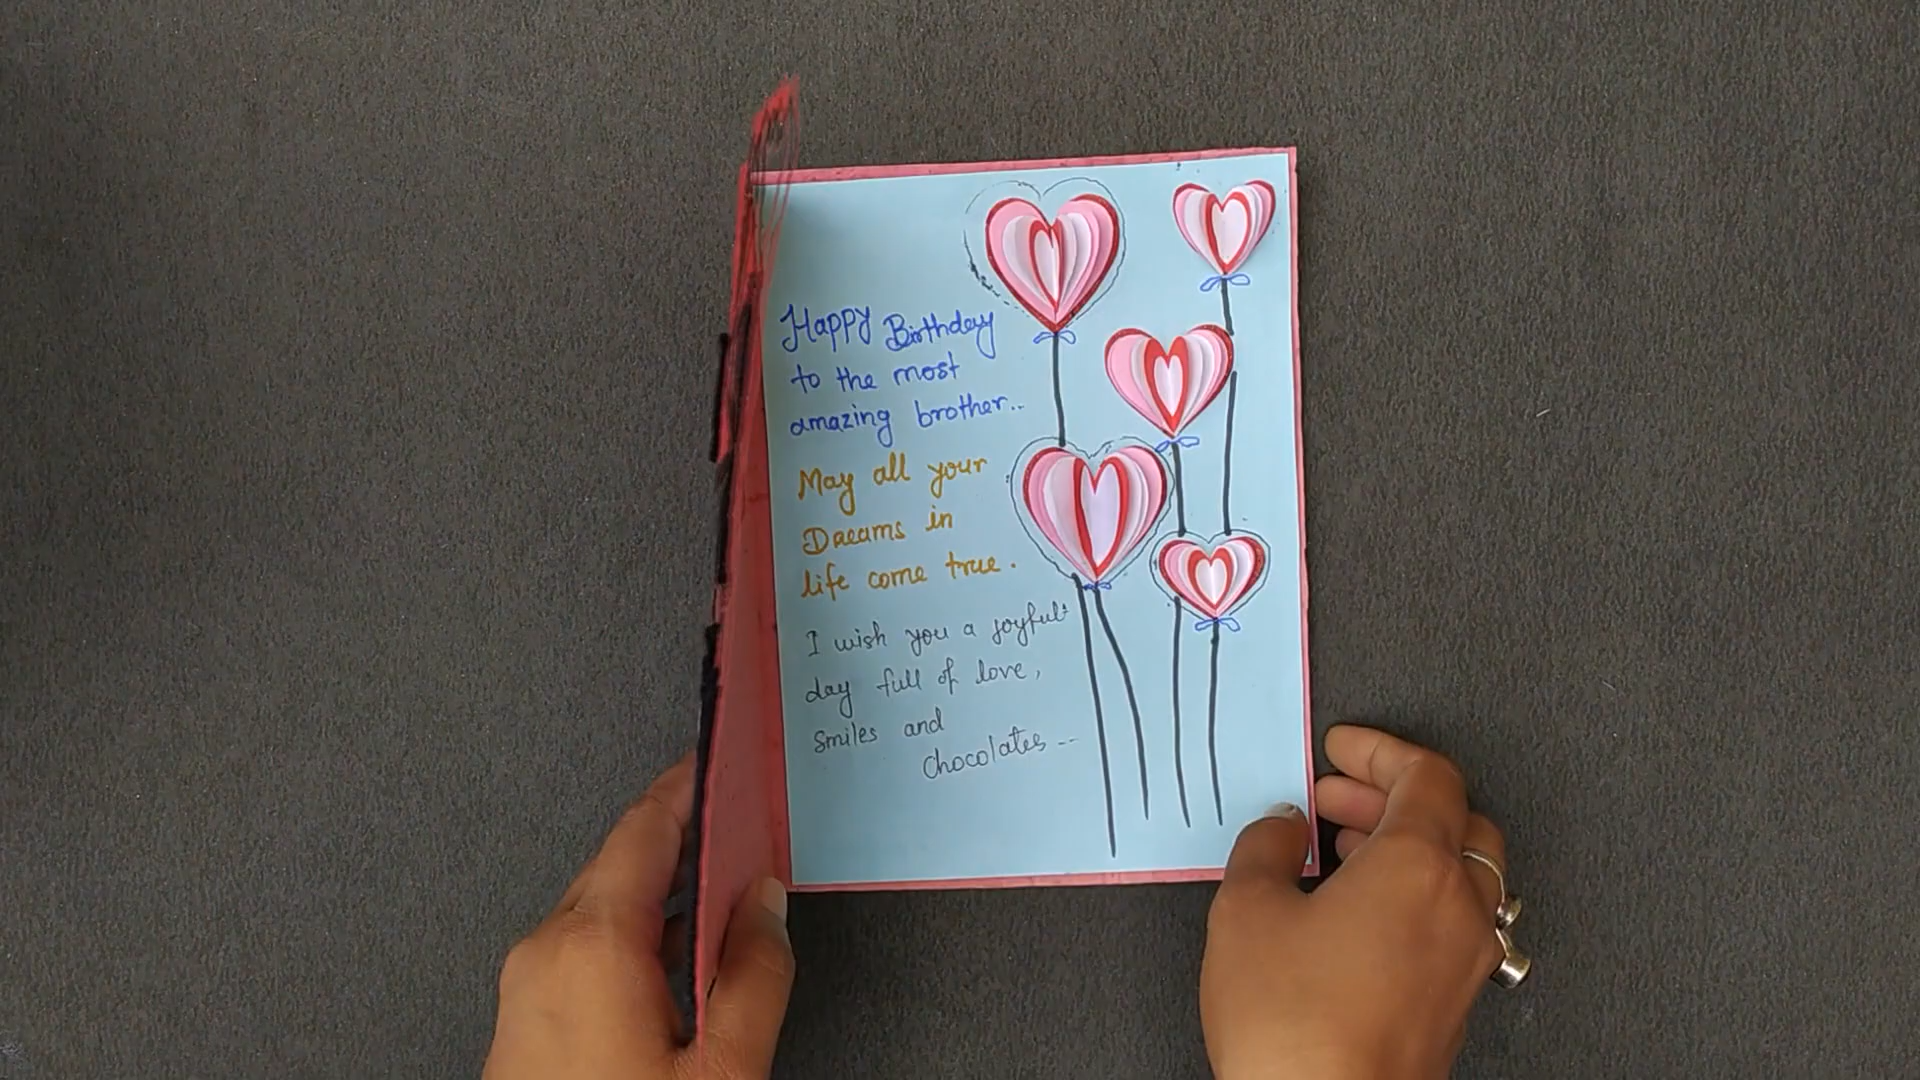 Happy Birthday
to the most
amazing brother..
May all your
Dreams in
life come true.
I wish you a joyful
day full of love,
smiles and
chocolates --